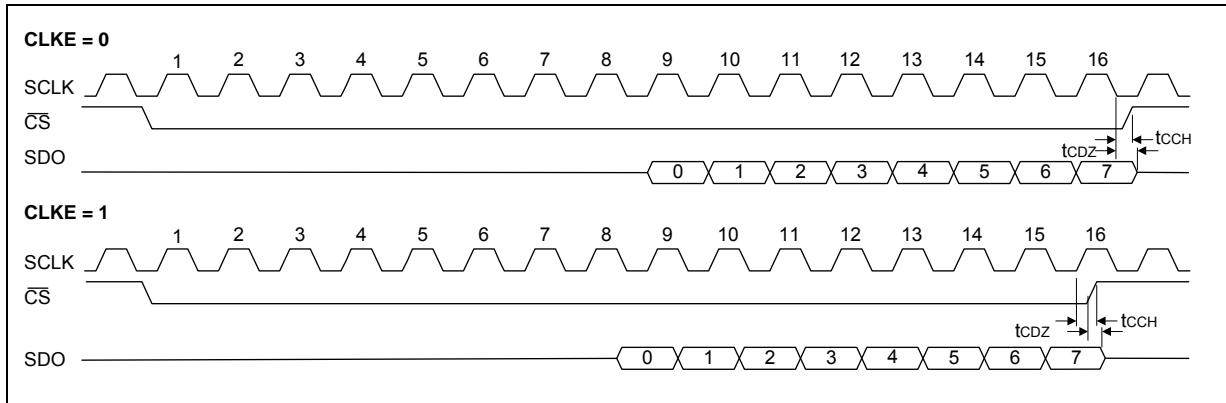 CLKE = 0
1 2 3 4 5 6 7 8 9 10 11 12 13 14 15 16
SCLK
CS
tCDZ tCCH
SDO
0 1 2 3 4 5 6 7
CLKE = 1
1 2 3 4 5 6 7 8 9 10 11 12 13 14 15 16
SCLK
CS
tCDZ tCCH
SDO
0 1 2 3 4 5 6 7